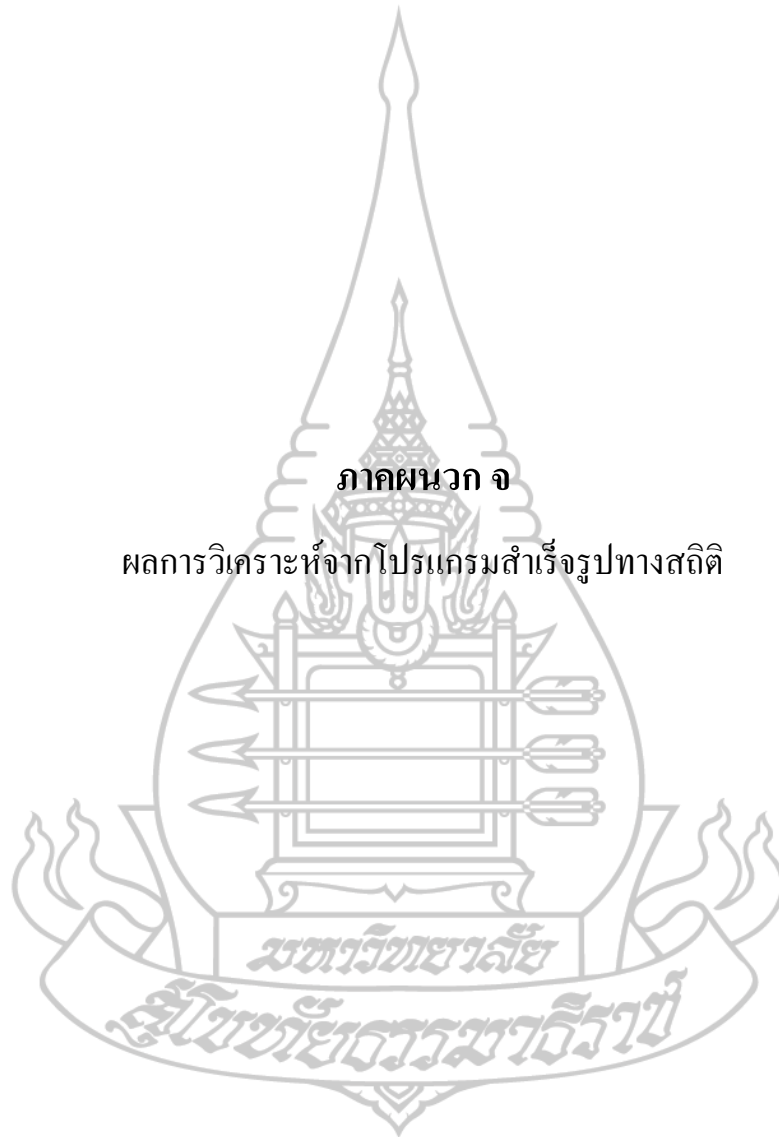 ภาคผนวก จ
ผลการวิเคราะห์จากโปรแกรมสำเร็จรูปทางสถิติ
มหาวิทยาลัย
สุโขทัยธรรมาธิราช